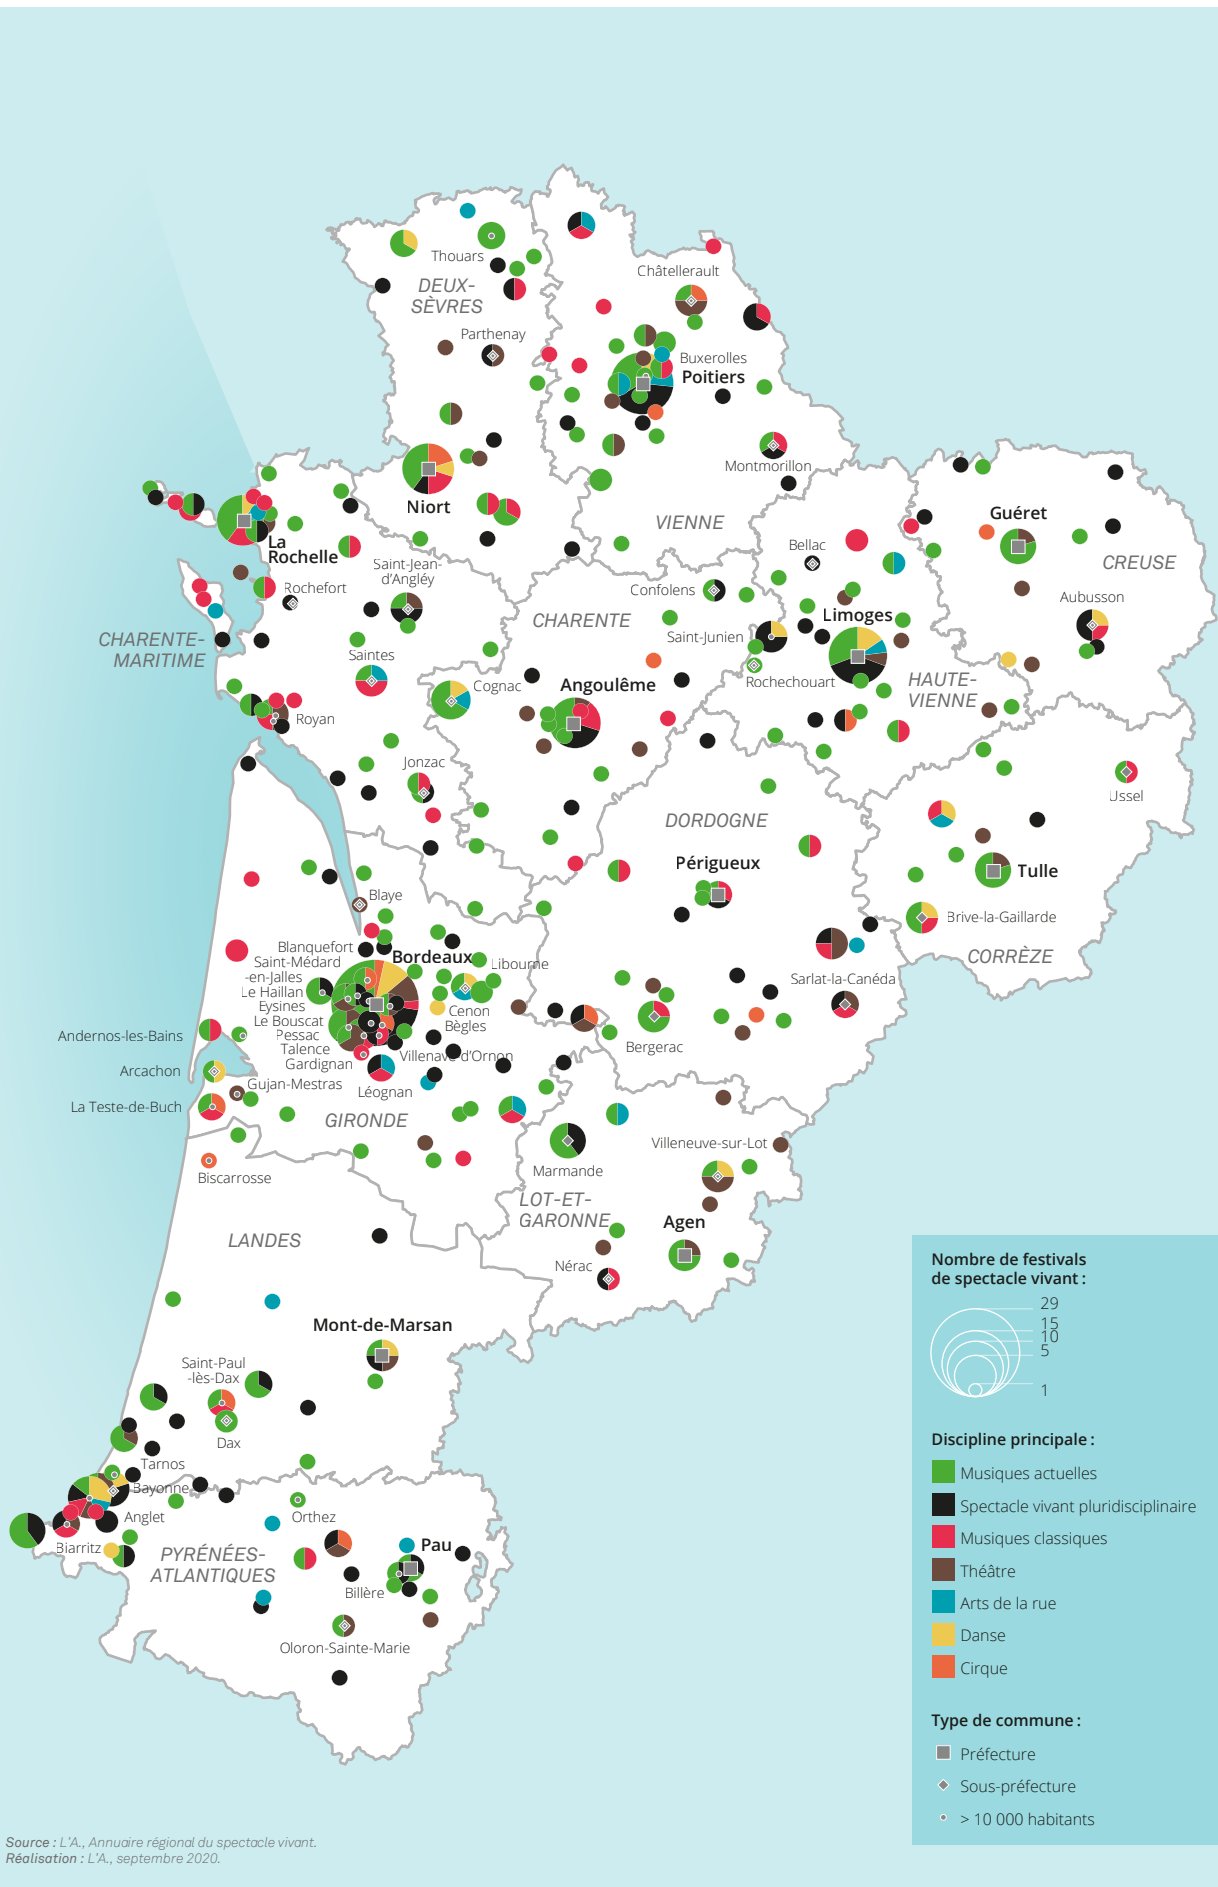 Thouars
DEUX-
SÈVRES
Châtellerault
Parthenay
Buxerolles
Poitiers
Montmorillon
Niort
VIENNE
La
Rochelle
Saint-Jean-
d'Angléy
Rochefort
CHARENTE-
MARITIME
Saintes
Royan
Cognac
Jonzac
CHARENTE
Confolens
Saint-Junien
Angoulême
Bellac
Limoges
Rochechouart
HAUTE-
VIENNE
Guéret
CREUSE
Aubusson
Ussel
Tulle
Brive-la-Gaillarde
CORRÈZE
DORDOGNE
Périgueux
Sarlat-la-Canéda
Bergerac
Blaye
Blanquefort
Bordeaux
Saint-Médard
-en-Jalles
Libourne
Le Haillan
Eysines
Cenon
Le Bouscat
Bègles
Pessac
Talence
Villenave d'Ornon
Gardignan
Léognan
Andernos-les-Bains
Arcachon
Gujan-Mestras
La Teste-de-Buch
GIRONDE
Biscarrosse
LANDES
Marmande
Villeneuve-sur-Lot
LOT-ET-
GARONNE
Agen
Nérac
Mont-de-Marsan
Saint-Paul
-lès-Dax
Dax
Tarnos
Bayonne
Anglet
Biarritz
Orthez
PYRÉNÉES-
ATLANTIQUES
Pau
Billère
Oloron-Sainte-Marie
Nombre de festivals
de spectacle vivant :
29
15
10
5
1
Discipline principale :
Musiques actuelles
Spectacle vivant pluridisciplinaire
Musiques classiques
Théâtre
Arts de la rue
Danse
Cirque
Type de commune :
Préfecture
Sous-préfecture
> 10 000 habitants
Source : L'A., Annuaire régional du spectacle vivant.
Réalisation : L'A., septembre 2020.